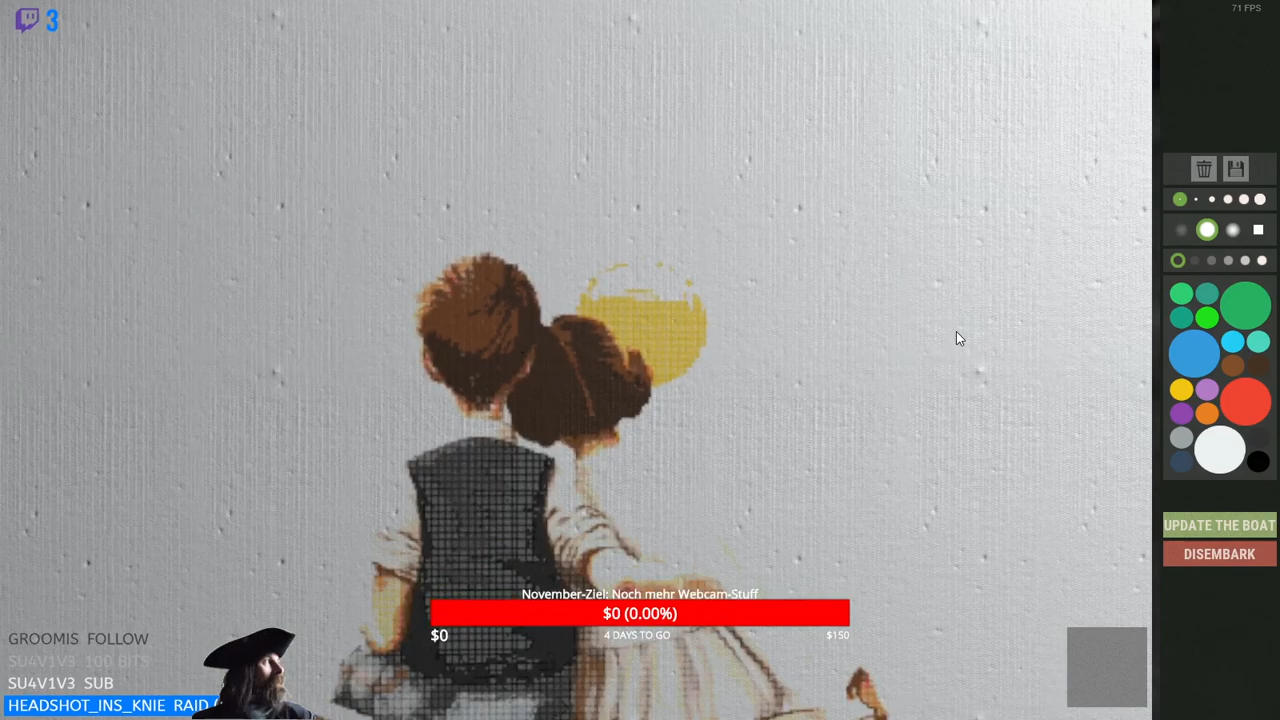 3
71 FPS
UPDATE THE BOAT
DISEMBARK
November-Ziel: Noch mehr Webcam-Stuff
$0 (0.00%)
$0
4 DAYS TO GO
$150
GROOMIS FOLLOW
SU4V1V3 100 BITS
SU4V1V3 SUB
HEADSHOT_INS_KNIE RAID (